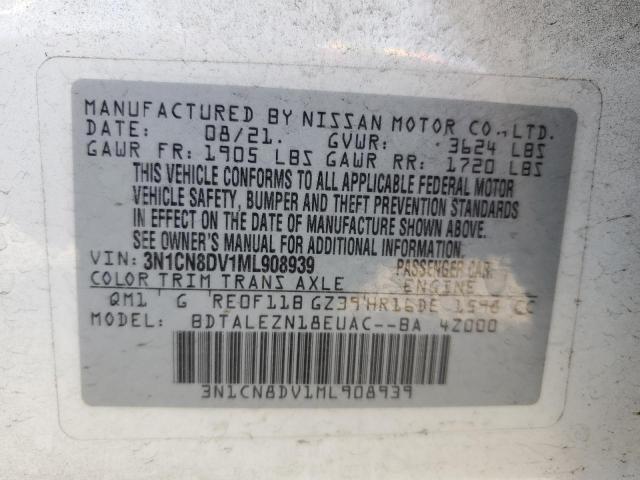 MANUFACTURED BY NISSAN MOTOR CO., LTD.
DATE: 08/21. GVWR: 3624 LBS
GAWR FR: 1905 LBS GAWR RR: 1720 LBS
THIS VEHICLE CONFORMS TO ALL APPLICABLE FEDERAL MOTOR
VEHICLE SAFETY, BUMPER AND THEFT PREVENTION STANDARDS
IN EFFECT ON THE DATE OF MANUFACTURE SHOWN ABOVE.
SEE OWNER'S MANUAL FOR ADDITIONAL INFORMATION.
VIN: 3N1CN8DV1ML908939 PASSENGER CAR
COLOR TRIM TRANS AXLE ENGINE
QM1 G RE0F11B GZ39 HR16DE 1598 CC
MODEL: BDTALEZN18EUAC--BA 4Z000
3N1CN8DV1ML908939